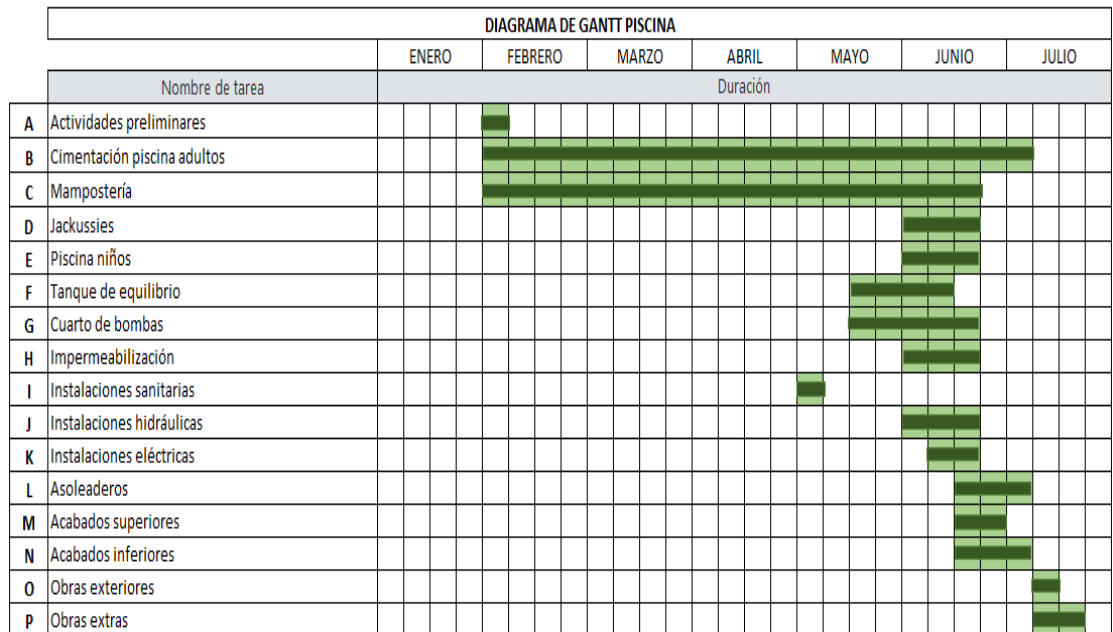 DIAGRAMA DE GANTT PISCINA
ENERO FEBRERO MARZO ABRIL MAYO JUNIO JULIO
Nombre de tarea Duración
A Actividades preliminares
B Cimentación piscina adultos
C Mampostería
D Jackussies
E Piscina niños
F Tanque de equilibrio
G Cuarto de bombas
H Impermeabilización
I Instalaciones sanitarias
J Instalaciones hidráulicas
K Instalaciones eléctricas
L Asoleaderos
M Acabados superiores
N Acabados inferiores
O Obras exteriores
P Obras extras